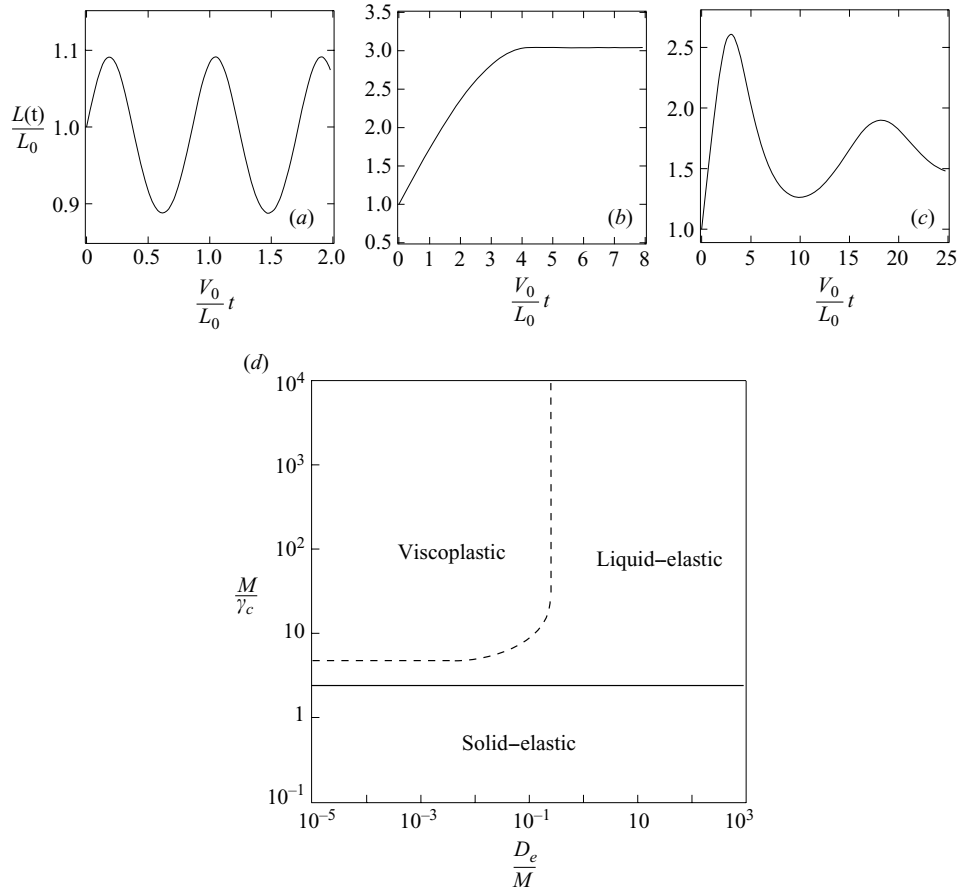 1.1
1.0
0.9
L(t)
L0
0 0.5 1.0 1.5 2.0
V0
L0
t
(a)
3.5
3.0
2.5
2.0
1.5
1.0
0.5
0 1 2 3 4 5 6 7 8
V0
L0
t
(b)
2.5
2.0
1.5
1.0
0 5 10 15 20 25
V0
L0
t
(c)
(d)
10^4
10^3
10^2
10
1
10^−1
M
γc
Viscoplastic
Liquid−elastic
Solid−elastic
10^−5 10^−3 10^−1 10 10^3
De
M